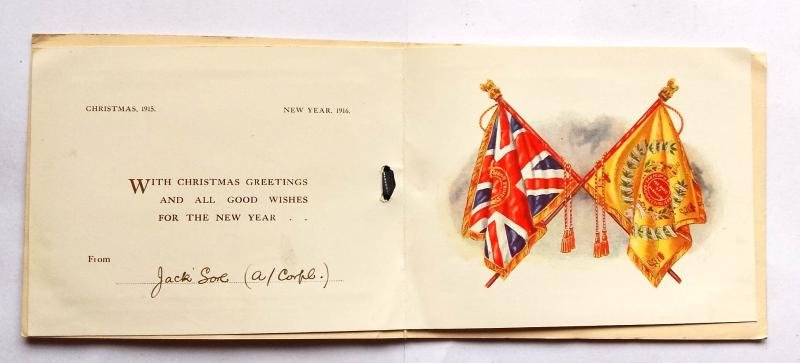 CHRISTMAS, 1915.
NEW YEAR, 1916.
WITH CHRISTMAS GREETINGS
AND ALL GOOD WISHES
FOR THE NEW YEAR . .
From
Jack Sore (A/Corpl.)